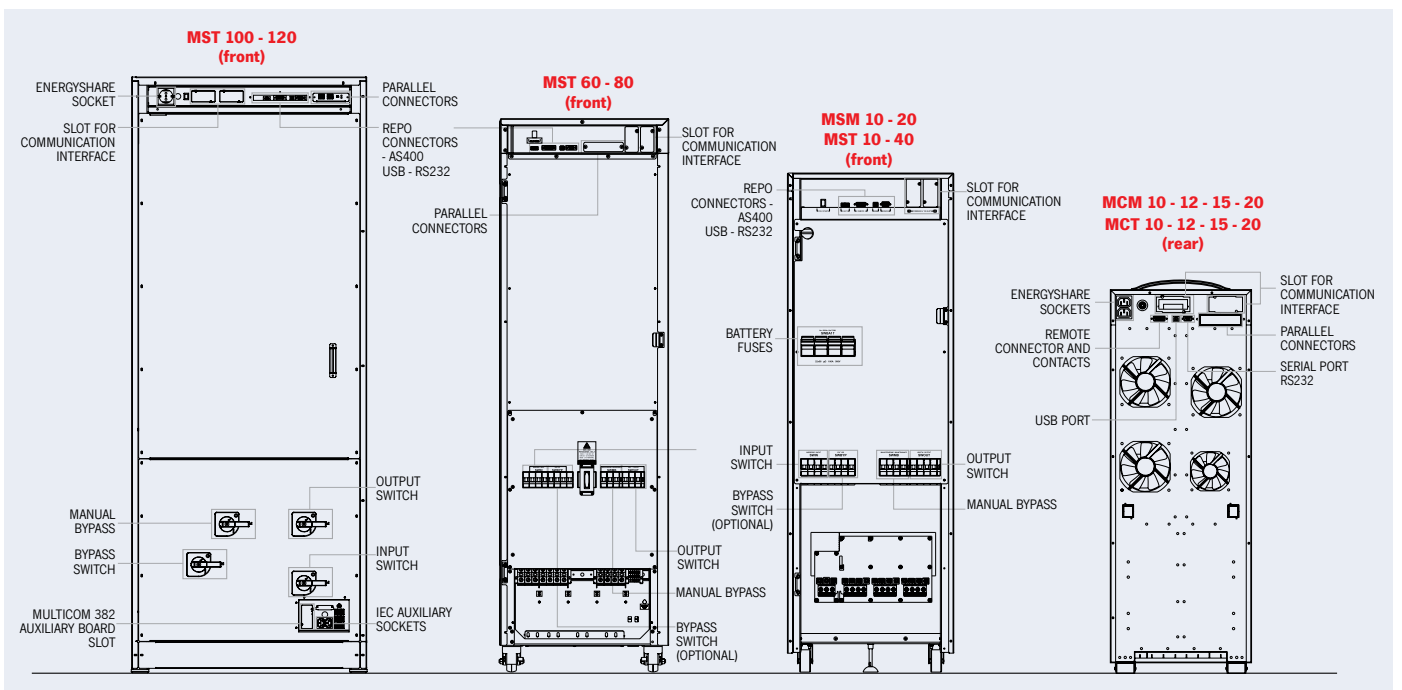 MST 100 - 120
(front)
ENERGYSHARE
SOCKET
SLOT FOR
COMMUNICATION
INTERFACE
PARALLEL
CONNECTORS
REPO
CONNECTORS
- AS400
USB - RS232
OUTPUT
SWITCH
MANUAL
BYPASS
BYPASS
SWITCH
INPUT
SWITCH
MULTICOM 382
AUXILIARY BOARD
SLOT
IEC AUXILIARY
SOCKETS
MST 60 - 80
(front)
SLOT FOR
COMMUNICATION
INTERFACE
PARALLEL
CONNECTORS
OUTPUT
SWITCH
MANUAL BYPASS
BYPASS
SWITCH
(OPTIONAL)
MSM 10 - 20
MST 10 - 40
(front)
REPO
CONNECTORS -
AS400
USB - RS232
SLOT FOR
COMMUNICATION
INTERFACE
BATTERY
FUSES
INPUT
SWITCH
BYPASS
SWITCH
(OPTIONAL)
OUTPUT
SWITCH
MANUAL BYPASS
MCM 10 - 12 - 15 - 20
MCT 10 - 12 - 15 - 20
(rear)
ENERGYSHARE
SOCKETS
REMOTE
CONNECTOR AND
CONTACTS
USB PORT
SLOT FOR
COMMUNICATION
INTERFACE
PARALLEL
CONNECTORS
SERIAL PORT
RS232